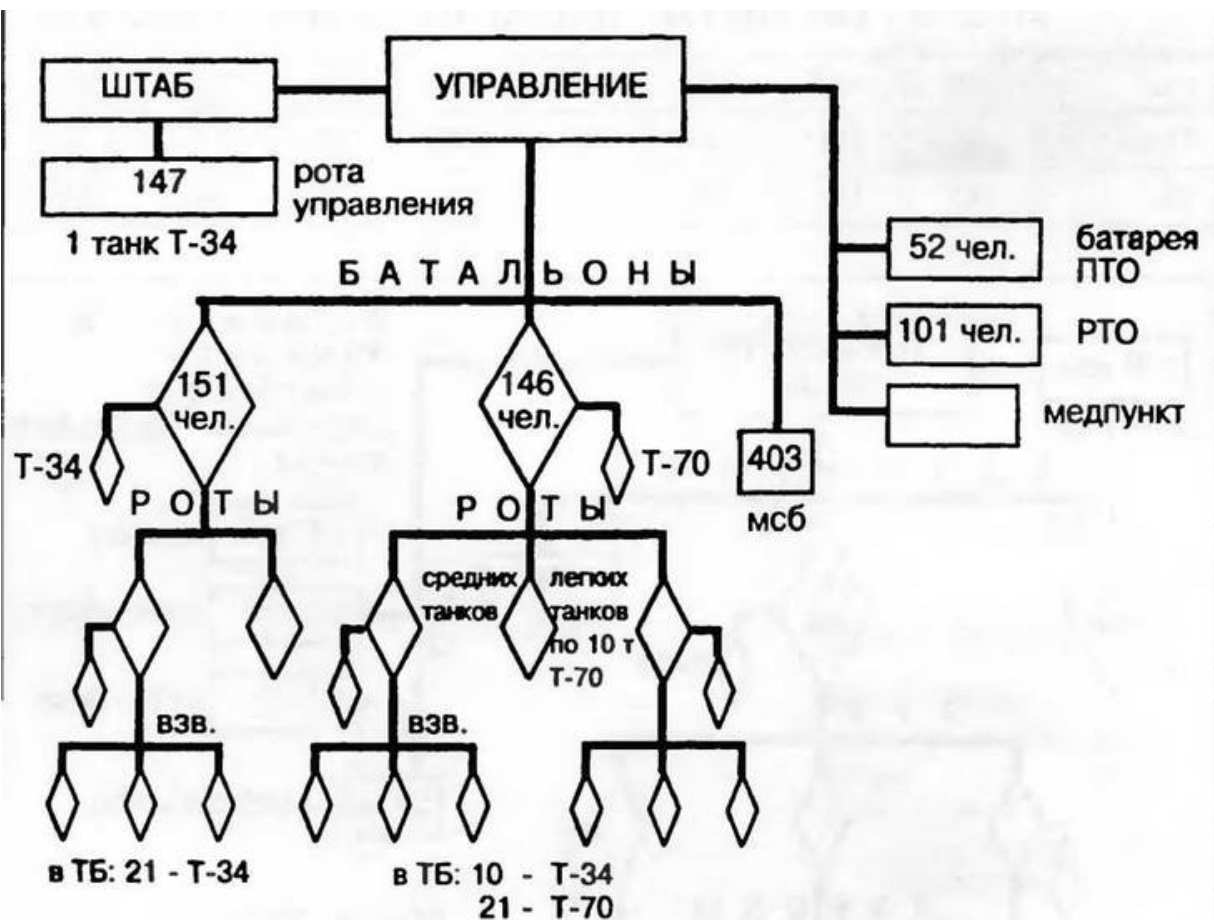 ШТАБ
УПРАВЛЕНИЕ
147
рота
управления
1 танк Т-34
52 чел.
батарея
ПТО
101 чел.
РТО
медпункт
БАТАЛЬОНЫ
151
чел.
Т-34
146
чел.
Т-70
403
мсб
РОТЫ
РОТЫ
средних
танков
легких
танков
по 10 т
Т-70
взв.
взв.
в ТБ: 21 - Т-34
в ТБ: 10 - Т-34
21 - Т-70